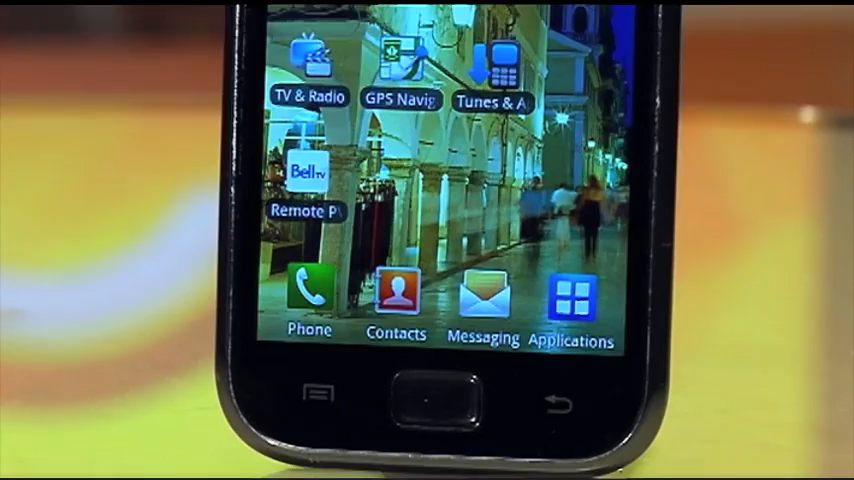 TV & Radio
GPS Navig
Tunes & A
Bell TV
Remote P
Phone
Contacts
Messaging
Applications